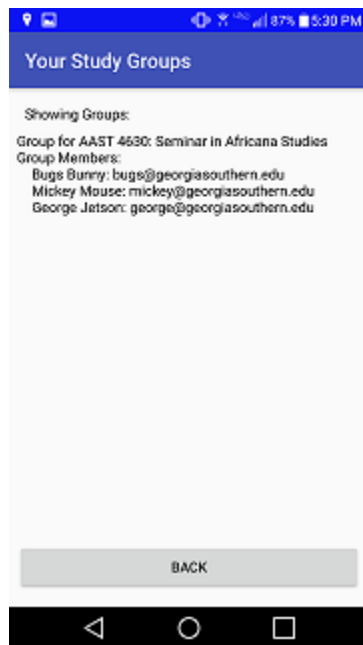 87% 5:30 PM
Your Study Groups
Showing Groups:
Group for AAST 4630: Seminar in Africana Studies
Group Members:
Bugs Bunny: bugs@georgiasouthern.edu
Mickey Mouse: mickey@georgiasouthern.edu
George Jetson: george@georgiasouthern.edu
BACK